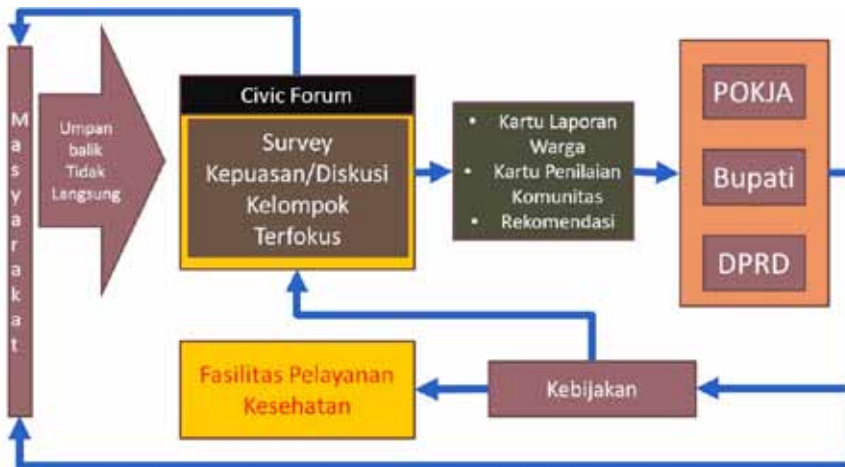 Masyarakat
Umpan
balik
Tidak
Langsung
Civic Forum
Survey
Kepuasan/Diskusi
Kelompok
Terfokus
• Kartu Laporan
Warga
• Kartu Penilaian
Komunitas
• Rekomendasi
POKJA
Bupati
DPRD
Fasilitas Pelayanan
Kesehatan
Kebijakan